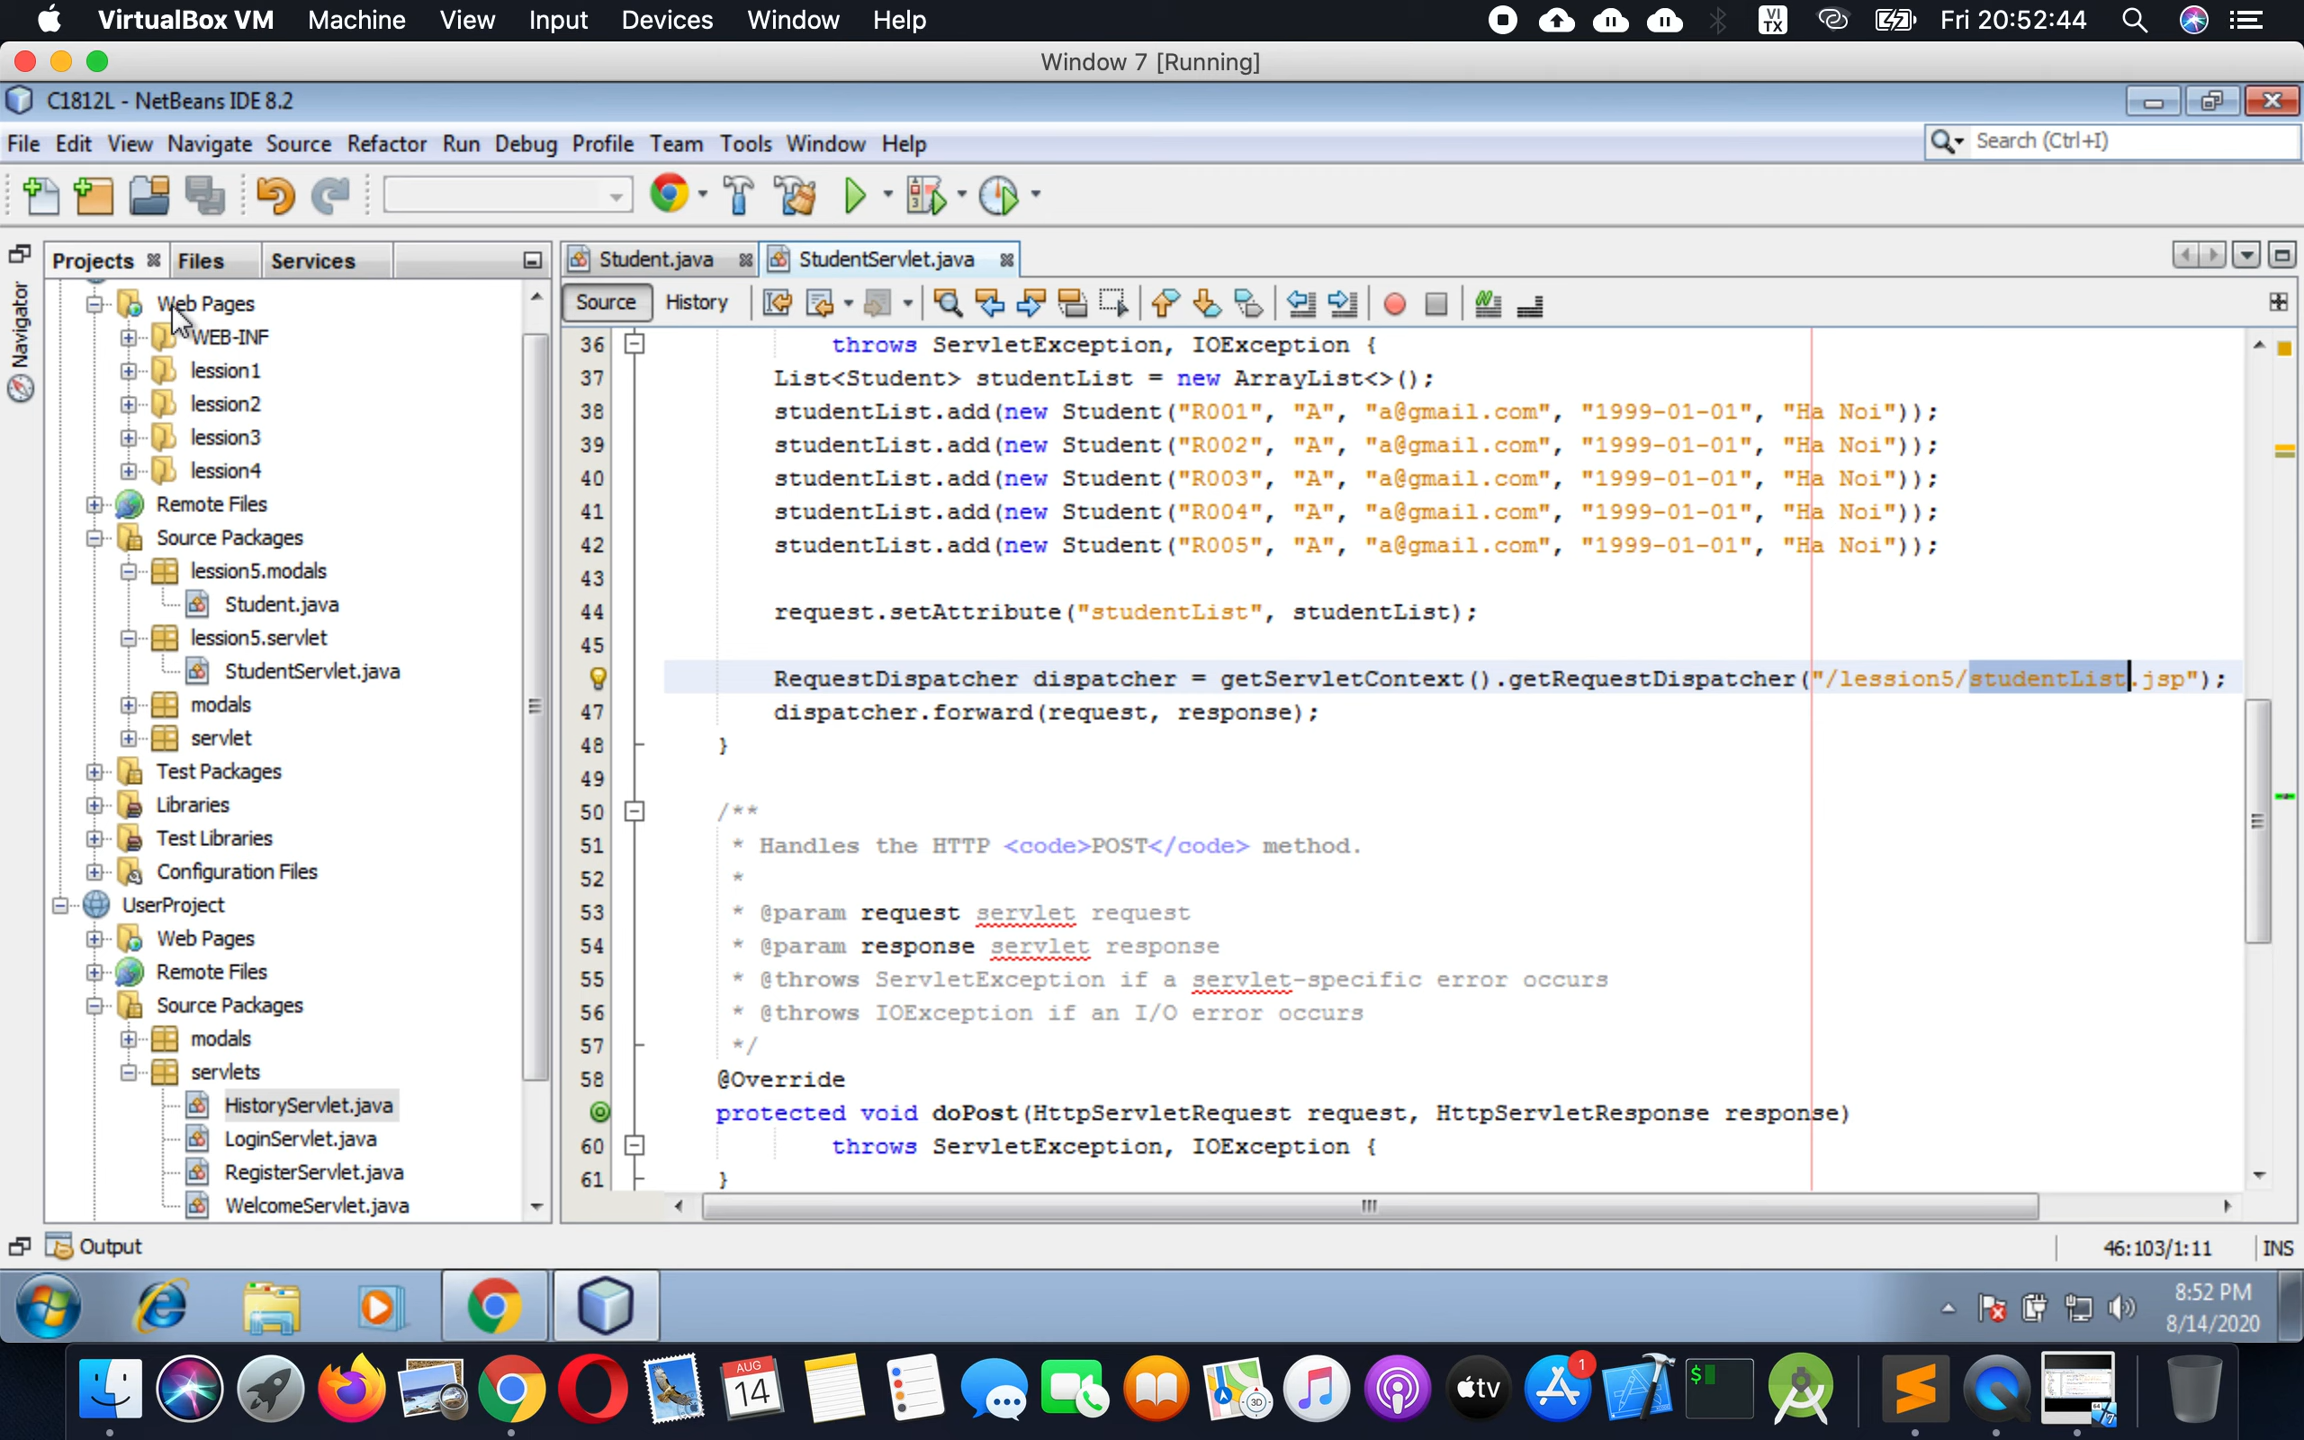 VirtualBox VM Machine View Input Devices Window Help VI TX Fri 20:52:44
Window 7 [Running]
C1812L - NetBeans IDE 8.2
File Edit View Navigate Source Refactor Run Debug Profile Team Tools Window Help Search (Ctrl+I)
Projects Files Services Student.java StudentServlet.java
Navigator
Source History
Web Pages
WEB-INF
lession1
lession2
lession3
lession4
Remote Files
Source Packages
lession5.modals
Student.java
lession5.servlet
StudentServlet.java
modals
servlet
Test Packages
Libraries
Test Libraries
Configuration Files
UserProject
Web Pages
Remote Files
Source Packages
modals
servlets
HistoryServlet.java
LoginServlet.java
RegisterServlet.java
WelcomeServlet.java
36 throws ServletException, IOException {
37 List<Student> studentList = new ArrayList<>();
38 studentList.add(new Student("R001", "A", "a@gmail.com", "1999-01-01", "Ha Noi"));
39 studentList.add(new Student("R002", "A", "a@gmail.com", "1999-01-01", "Ha Noi"));
40 studentList.add(new Student("R003", "A", "a@gmail.com", "1999-01-01", "Ha Noi"));
41 studentList.add(new Student("R004", "A", "a@gmail.com", "1999-01-01", "Ha Noi"));
42 studentList.add(new Student("R005", "A", "a@gmail.com", "1999-01-01", "Ha Noi"));
43
44 request.setAttribute("studentList", studentList);
45
RequestDispatcher dispatcher = getServletContext().getRequestDispatcher("/lession5/studentList.jsp");
47 dispatcher.forward(request, response);
48 }
49
50 /**
51 * Handles the HTTP <code>POST</code> method.
52 *
53 * @param request servlet request
54 * @param response servlet response
55 * @throws ServletException if a servlet-specific error occurs
56 * @throws IOException if an I/O error occurs
57 */
58 @Override
protected void doPost(HttpServletRequest request, HttpServletResponse response)
60 throws ServletException, IOException {
61 }
Output 46:103/1:11 INS
8:52 PM
8/14/2020
AUG
14
3D
tv
1
$